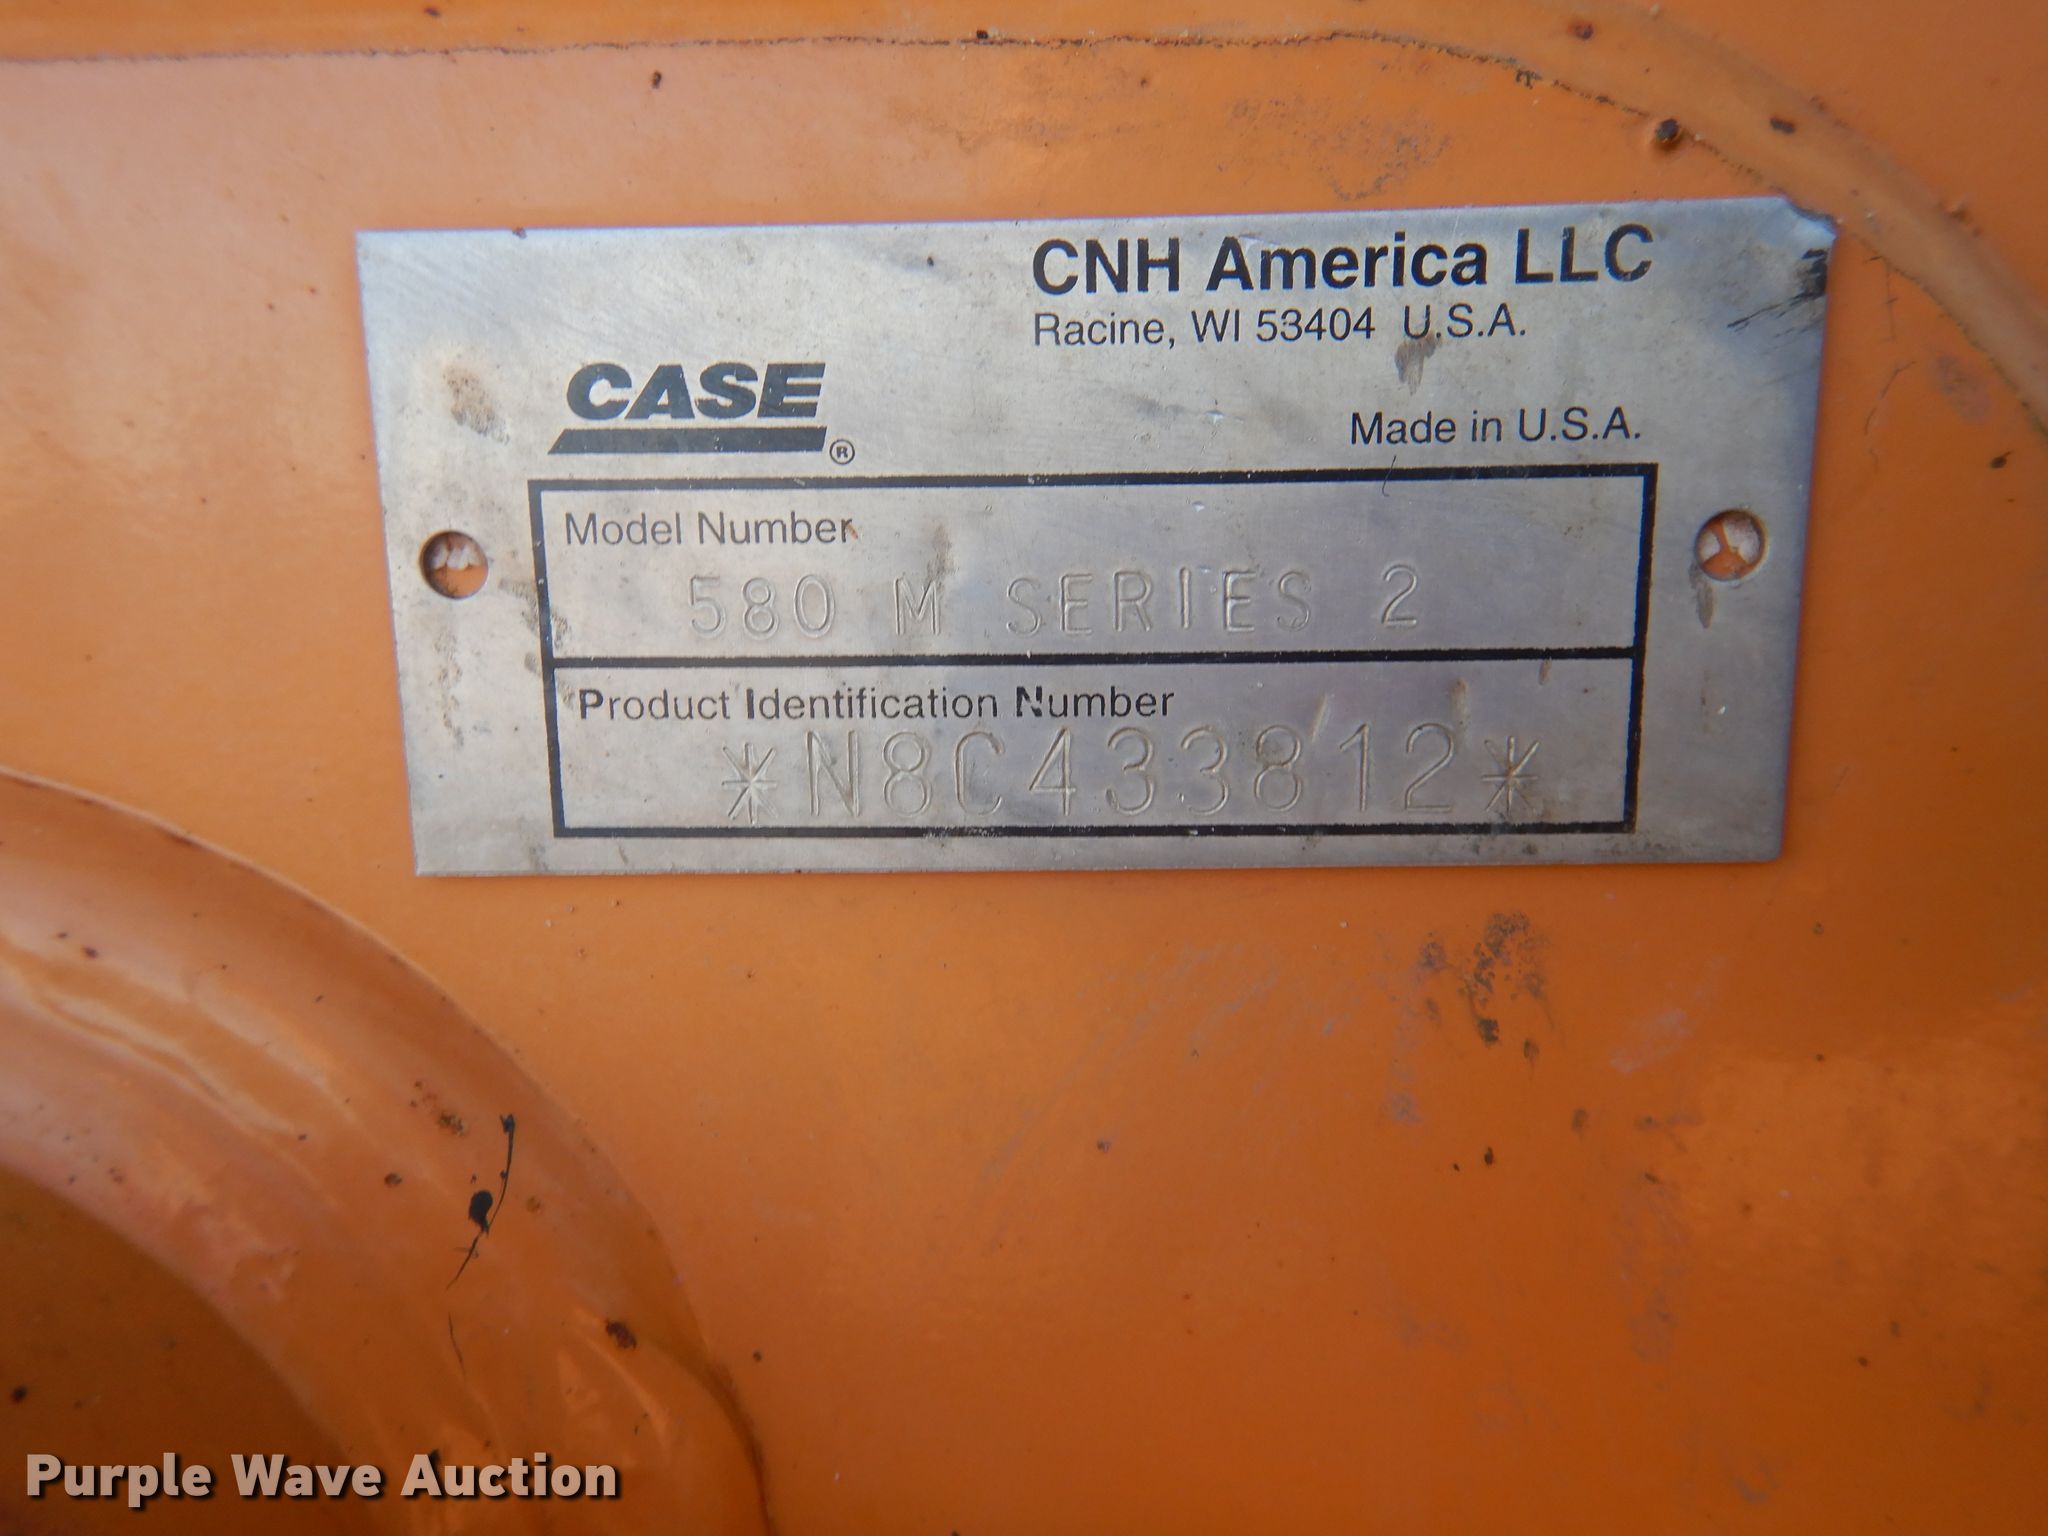 CNH America LLC
Racine, WI 53404 U.S.A.
CASE
®
Made in U.S.A.
Model Number
580 M SERIES 2
Product Identification Number
*N8C433812*
Purple Wave Auction